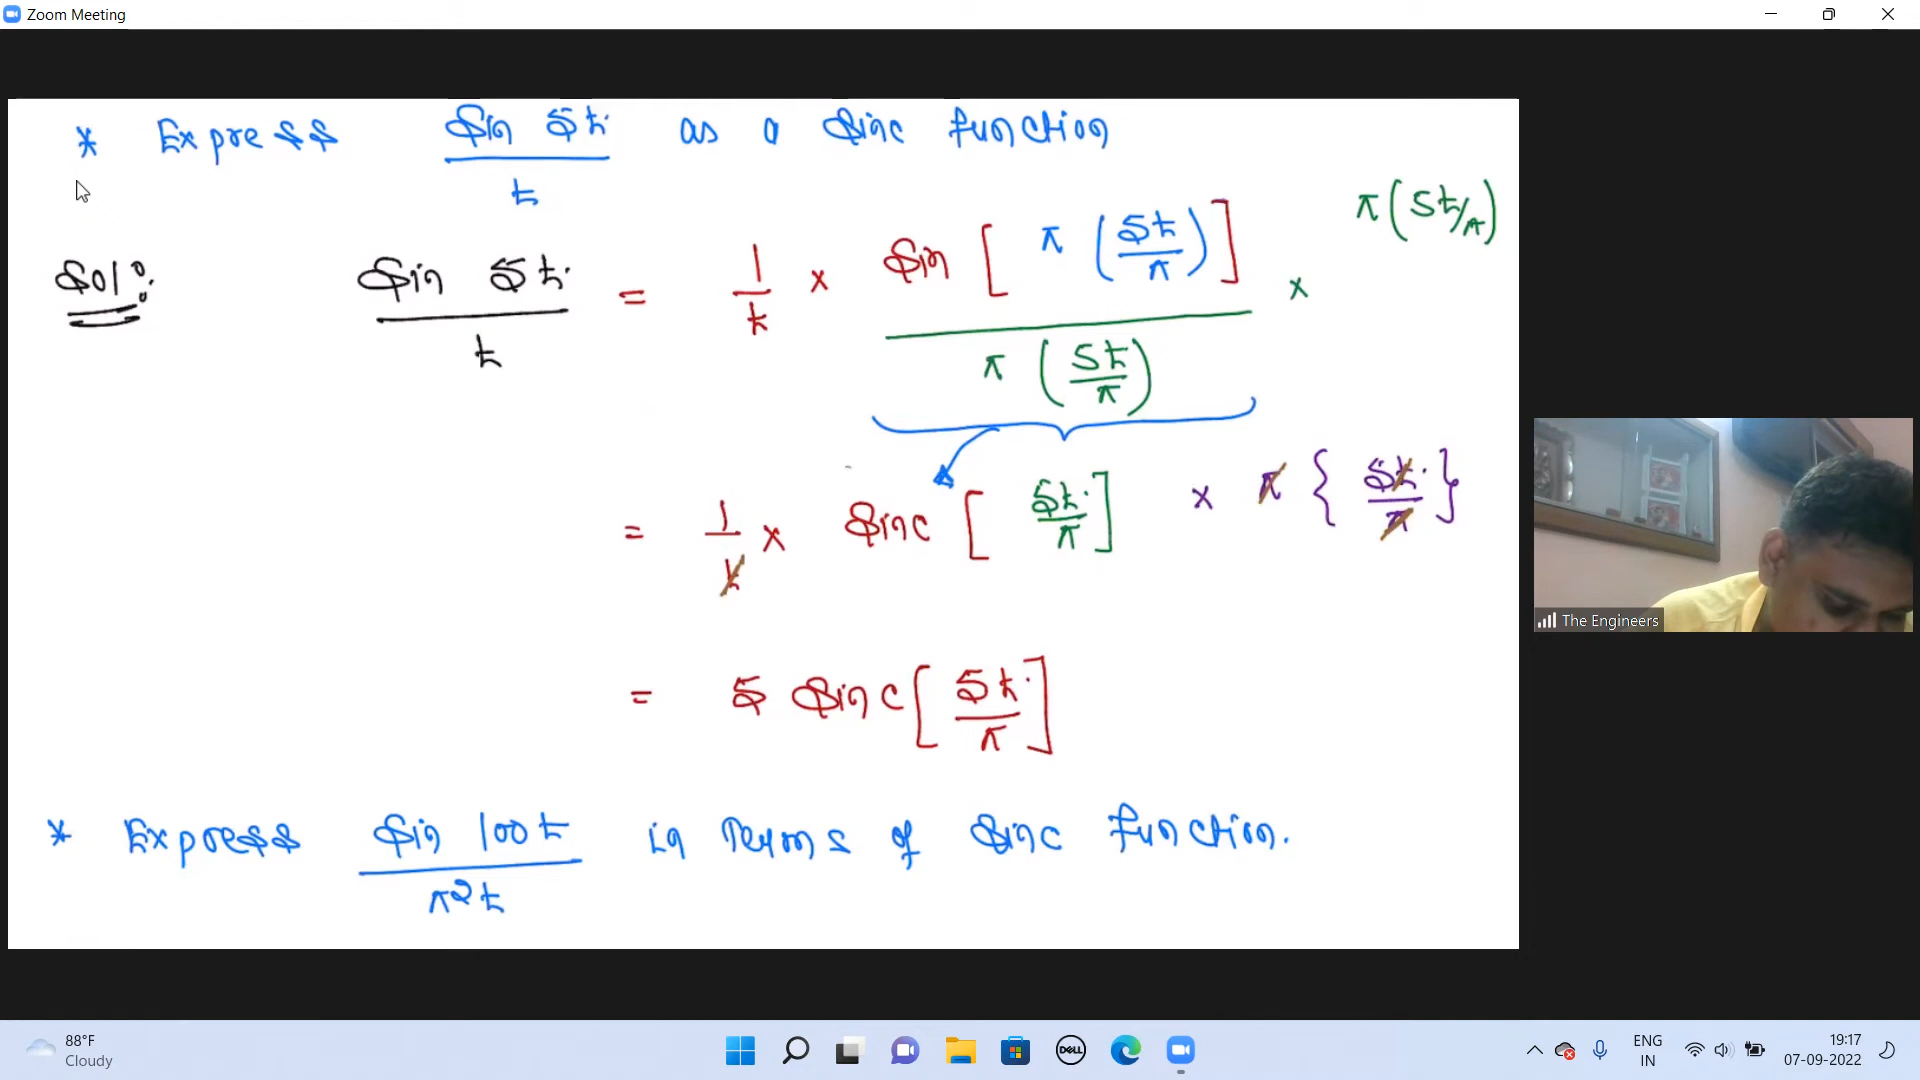 Zoom Meeting
* Express sin 5t / t as a sinc function
Sol: sin 5t / t = 1/t × sin [ π (5t/π) ] / π (5t/π) × π(5t/π)
= 1/t × sinc [ 5t/π ] × π { 5t/π }
= 5 sinc [ 5t/π ]
* Express sin 100t / π²t in terms of sinc function.
The Engineers
88°F
Cloudy
DELL
ENG
IN
19:17
07-09-2022